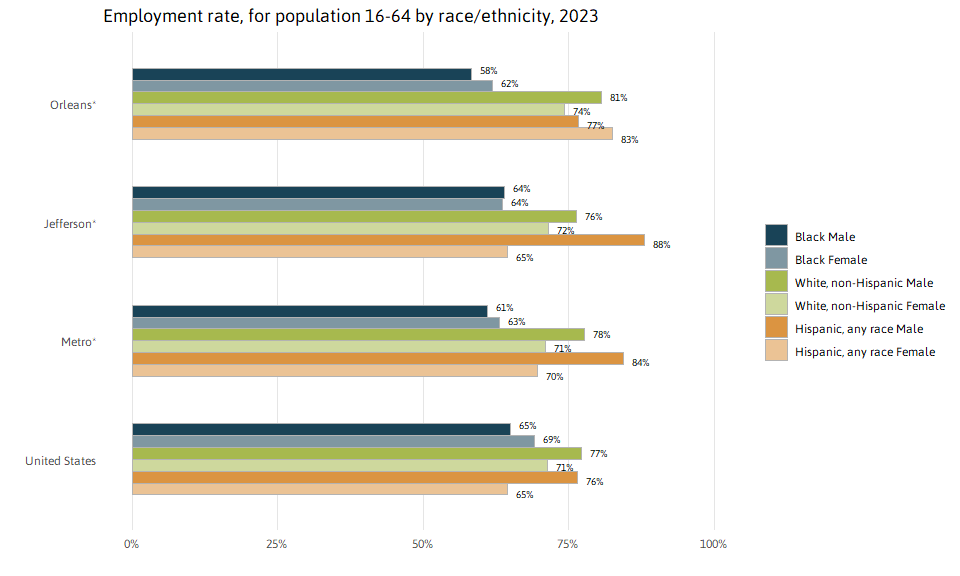 Employment rate, for population 16-64 by race/ethnicity, 2023
Orleans*
58%
62%
81%
74%
77%
83%
Jefferson*
64%
64%
76%
72%
88%
65%
Metro*
61%
63%
78%
71%
84%
70%
United States
65%
69%
77%
71%
76%
65%
0%
25%
50%
75%
100%
Black Male
Black Female
White, non-Hispanic Male
White, non-Hispanic Female
Hispanic, any race Male
Hispanic, any race Female